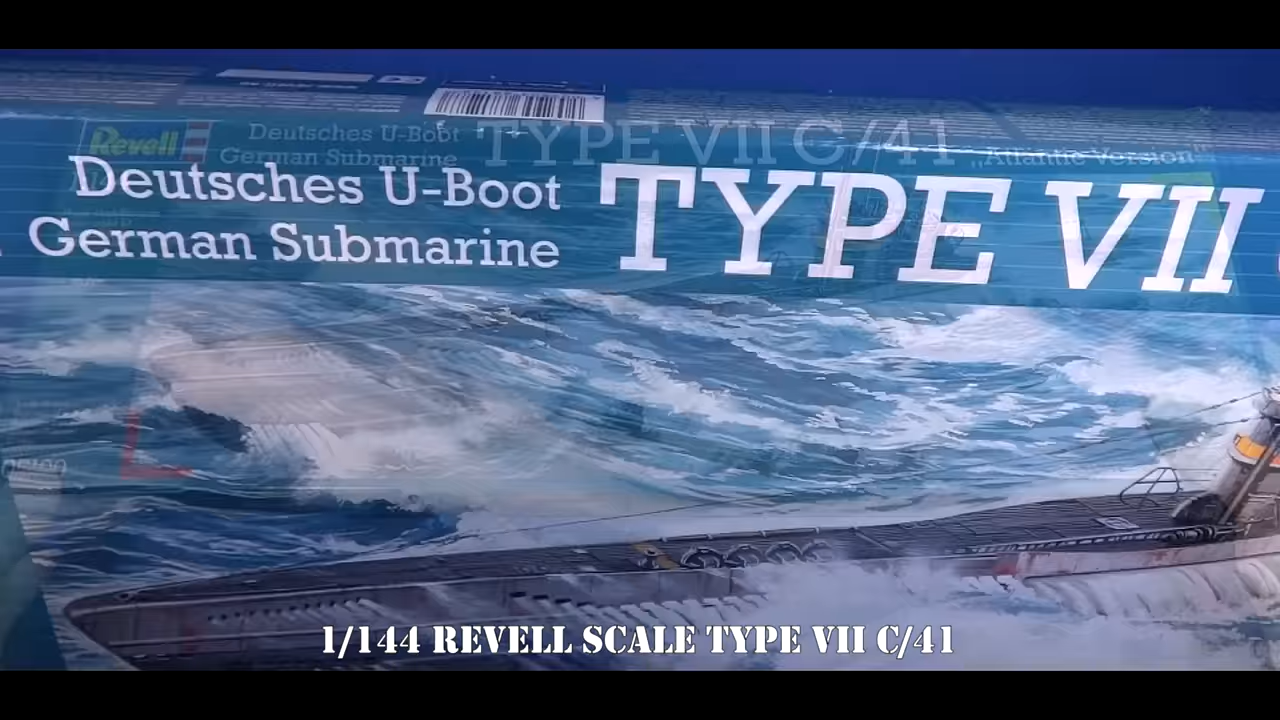 Revell
Deutsches U-Boot
German Submarine
TYPE VII C/41
„Atlantic Version"
Deutsches U-Boot
German Submarine
TYPE VII
1/144 REVELL SCALE TYPE VII C/41